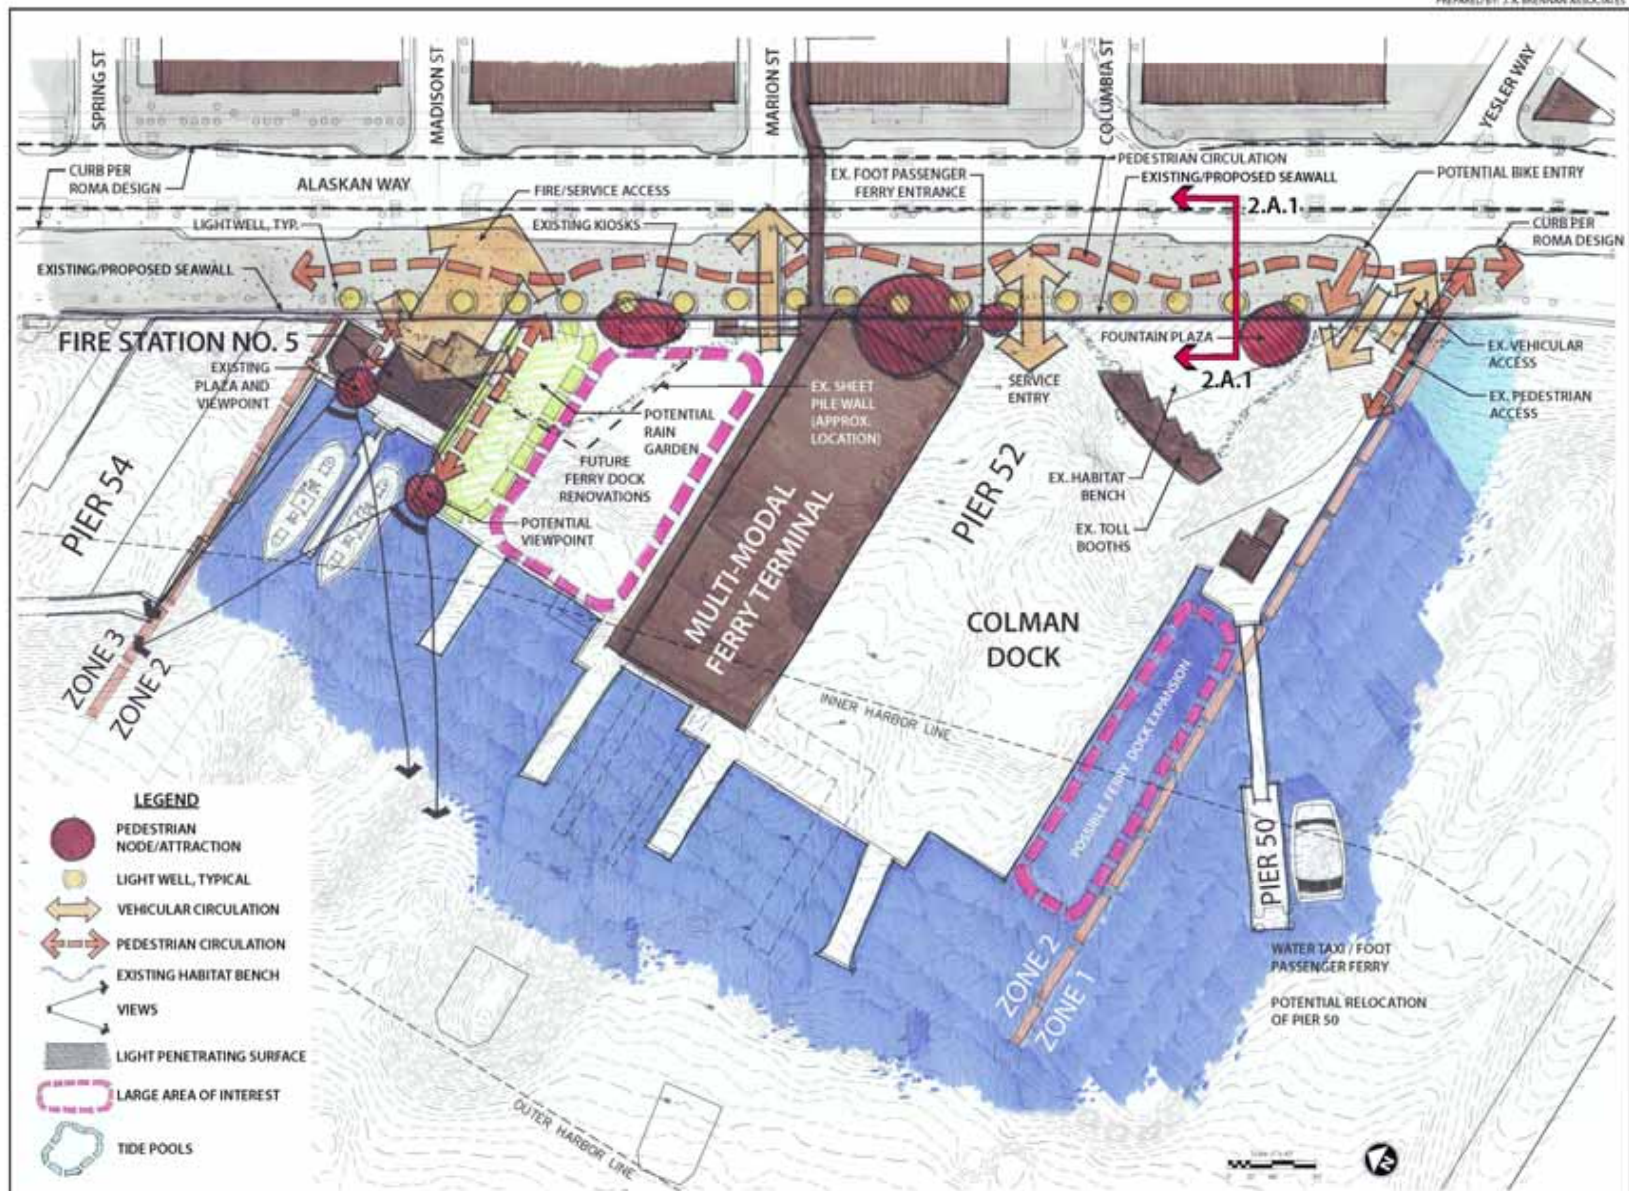 PREPARED BY: J.A. BRENNAN ASSOCIATES
SPRING ST
MADISON ST
MARION ST
COLUMBIA ST
YESLER WAY
CURB PER
ROMA DESIGN
ALASKAN WAY
FIRE/SERVICE ACCESS
EX. FOOT PASSENGER
FERRY ENTRANCE
PEDESTRIAN CIRCULATION
EXISTING/PROPOSED SEAWALL
POTENTIAL BIKE ENTRY
2.A.1
LIGHTWELL, TYP.
EXISTING KIOSKS
CURB PER
ROMA DESIGN
EXISTING/PROPOSED SEAWALL
FIRE STATION NO. 5
EXISTING
PLAZA AND
VIEWPOINT
FOUNTAIN PLAZA
EX. VEHICULAR
ACCESS
2.A.1
SERVICE
ENTRY
EX. PEDESTRIAN
ACCESS
EX. SHEET
PILE WALL
(APPROX.
LOCATION)
POTENTIAL
RAIN
GARDEN
FUTURE
FERRY DOCK
RENOVATIONS
POTENTIAL
VIEWPOINT
PIER 54
MULTI-MODAL
FERRY TERMINAL
PIER 52
EX. HABITAT
BENCH
EX. TOLL
BOOTHS
COLMAN
DOCK
ZONE 3
ZONE 2
INNER HARBOR LINE
POSSIBLE FERRY DOCK EXPANSION
PIER 50
ZONE 2
ZONE 1
WATER TAXI / FOOT
PASSENGER FERRY
POTENTIAL RELOCATION
OF PIER 50
OUTER HARBOR LINE
LEGEND
PEDESTRIAN
NODE/ATTRACTION
LIGHT WELL, TYPICAL
VEHICULAR CIRCULATION
PEDESTRIAN CIRCULATION
EXISTING HABITAT BENCH
VIEWS
LIGHT PENETRATING SURFACE
LARGE AREA OF INTEREST
TIDE POOLS
N